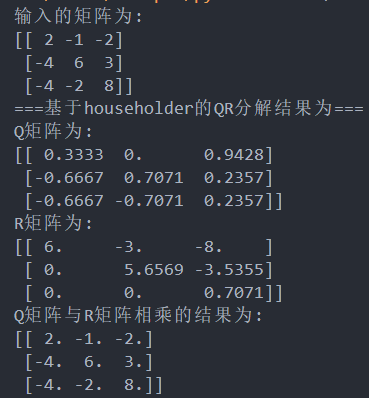 输入的矩阵为:
[[ 2 -1 -2]
 [-4  6  3]
 [-4 -2  8]]
===基于householder的QR分解结果为===
Q矩阵为:
[[ 0.3333  0.      0.9428]
 [-0.6667  0.7071  0.2357]
 [-0.6667 -0.7071  0.2357]]
R矩阵为:
[[ 6.     -3.     -8.    ]
 [ 0.      5.6569 -3.5355]
 [ 0.      0.      0.7071]]
Q矩阵与R矩阵相乘的结果为:
[[ 2. -1. -2.]
 [-4.  6.  3.]
 [-4. -2.  8.]]